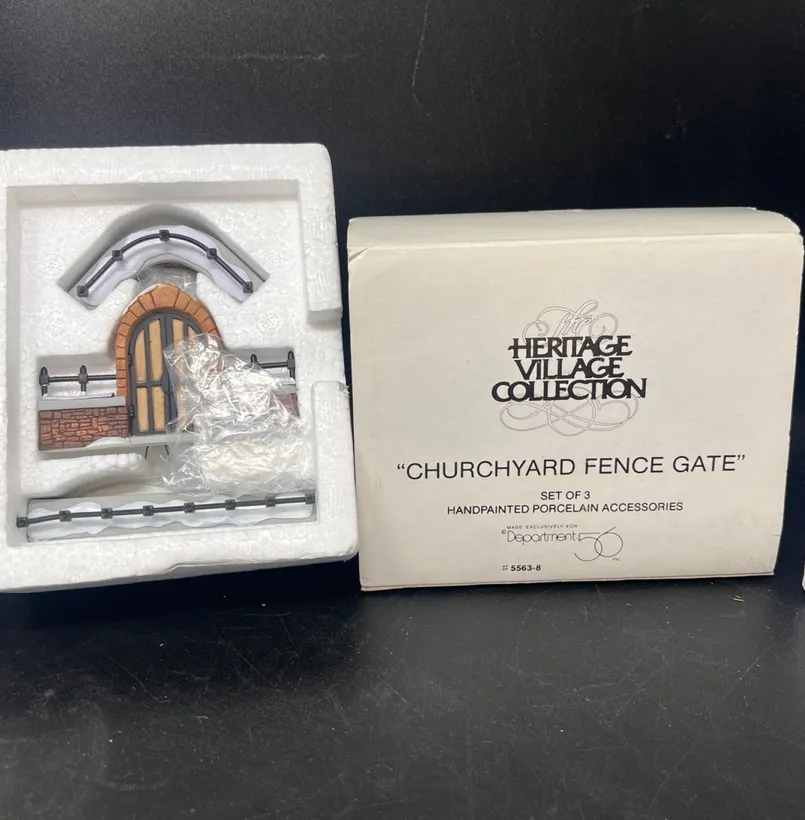 The
HERITAGE
VILLAGE
COLLECTION
“CHURCHYARD FENCE GATE”
SET OF 3
HANDPAINTED PORCELAIN ACCESSORIES
MADE EXCLUSIVELY FOR
©Department 56 INC.
# 5563-8